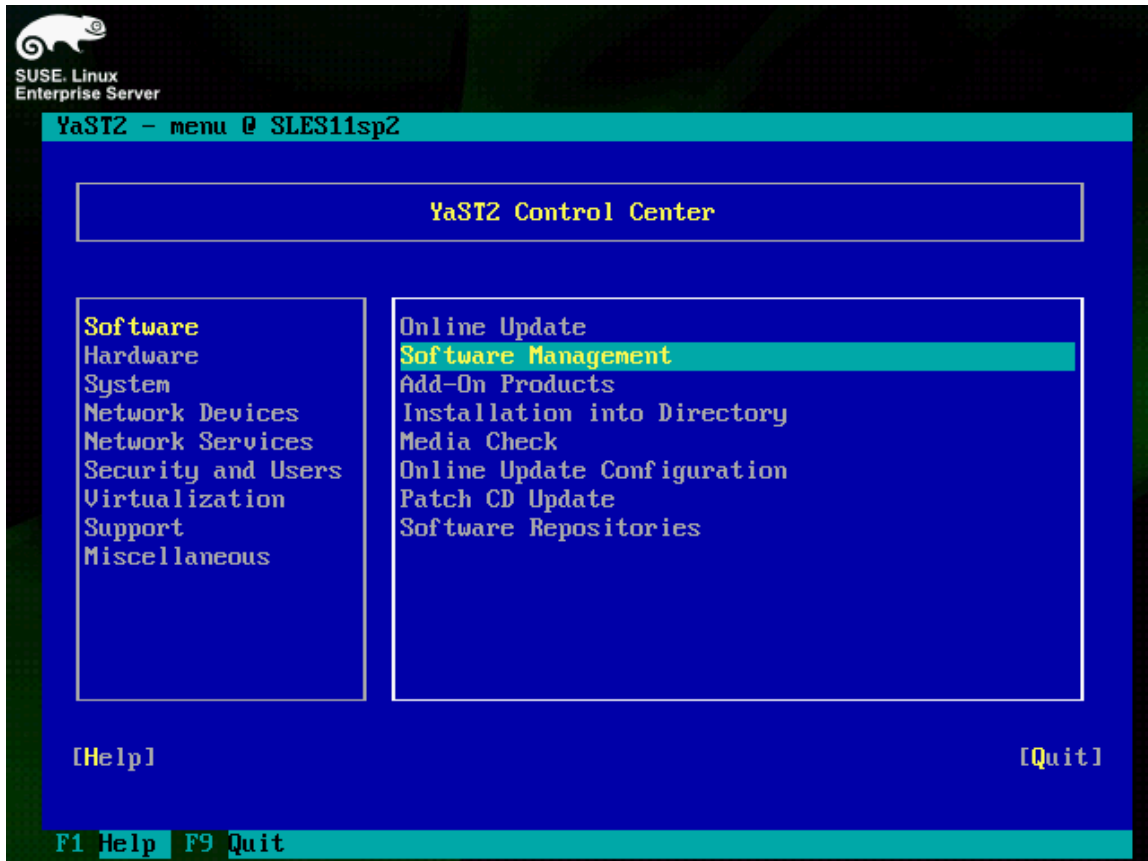 SUSE. Linux
Enterprise Server
YaST2 - menu @ SLES11sp2
YaST2 Control Center
Software
Hardware
System
Network Devices
Network Services
Security and Users
Virtualization
Support
Miscellaneous
Online Update
Software Management
Add-On Products
Installation into Directory
Media Check
Online Update Configuration
Patch CD Update
Software Repositories
[Help]
[Quit]
F1 Help F9 Quit